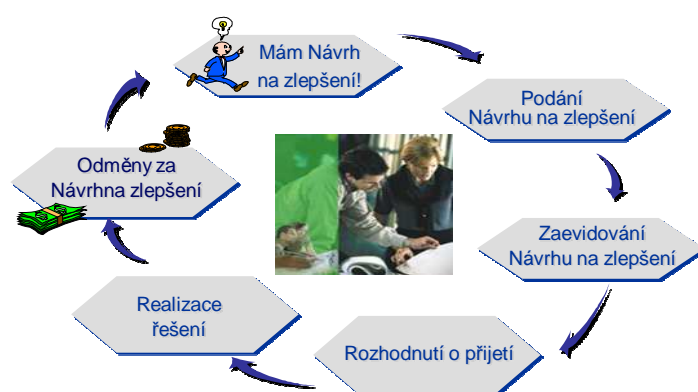 Mám Návrh
na zlepšení!
Podání
Návrhu na zlepšení
Zaevidování
Návrhu na zlepšení
Rozhodnutí o přijetí
Realizace
řešení
Odměny za
Návrhna zlepšení